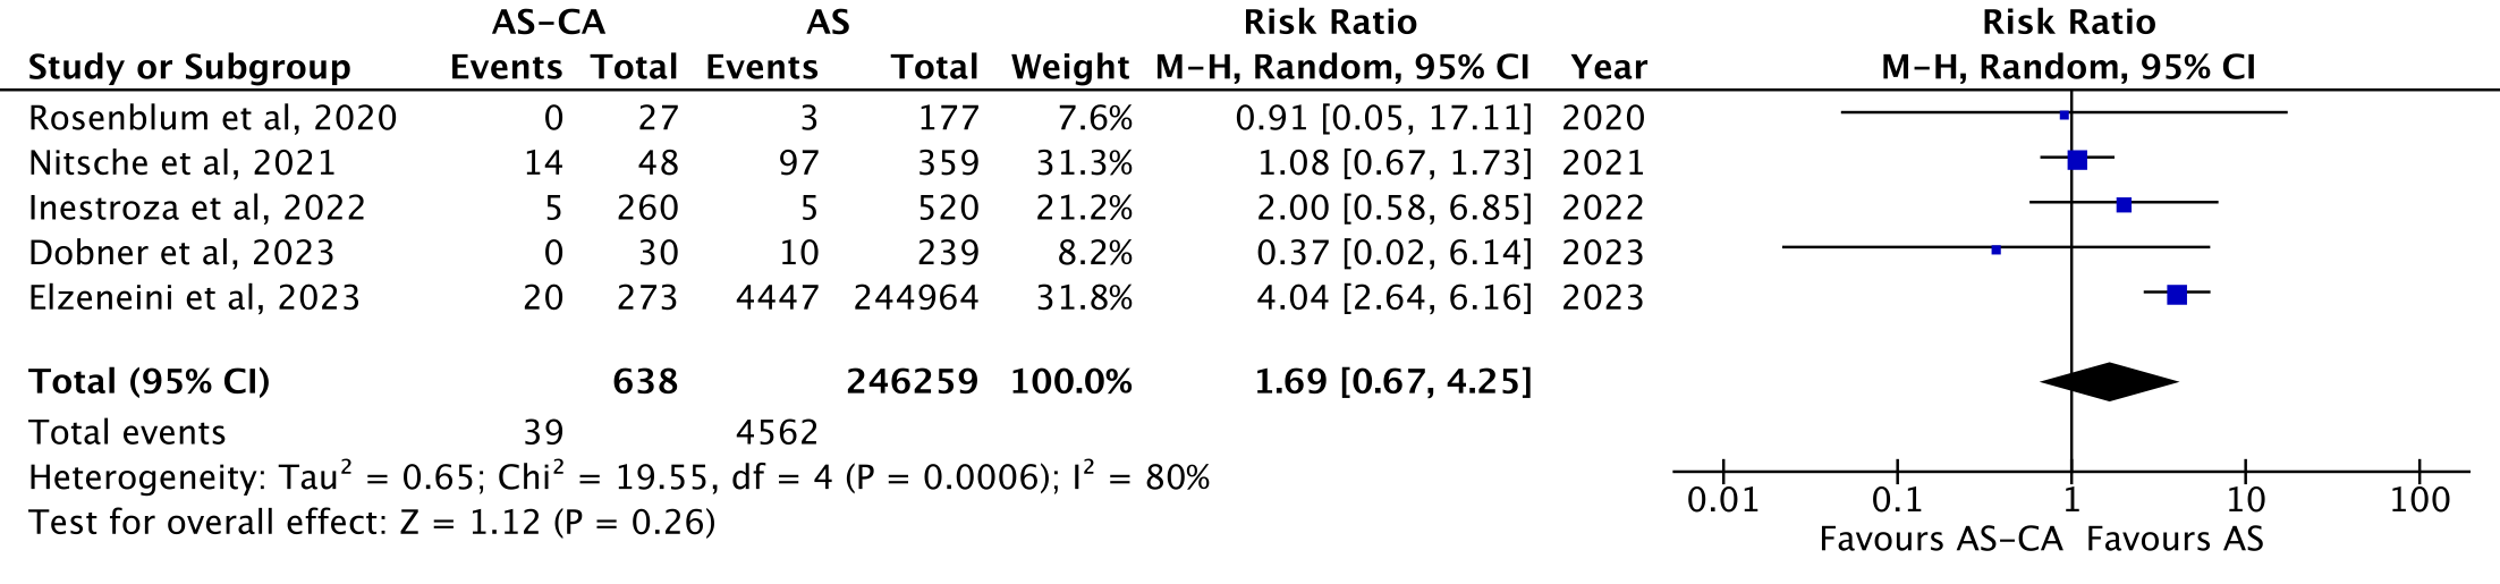 AS-CA AS Risk Ratio Risk Ratio
Study or Subgroup Events Total Events Total Weight M-H, Random, 95% CI Year M-H, Random, 95% CI
Rosenblum et al, 2020 0 27 3 177 7.6% 0.91 [0.05, 17.11] 2020
Nitsche et al, 2021 14 48 97 359 31.3% 1.08 [0.67, 1.73] 2021
Inestroza et al, 2022 5 260 5 520 21.2% 2.00 [0.58, 6.85] 2022
Dobner et al, 2023 0 30 10 239 8.2% 0.37 [0.02, 6.14] 2023
Elzeneini et al, 2023 20 273 4447 244964 31.8% 4.04 [2.64, 6.16] 2023
Total (95% CI) 638 246259 100.0% 1.69 [0.67, 4.25]
Total events 39 4562
Heterogeneity: Tau² = 0.65; Chi² = 19.55, df = 4 (P = 0.0006); I² = 80%
Test for overall effect: Z = 1.12 (P = 0.26)
0.01 0.1 1 10 100
Favours AS-CA Favours AS